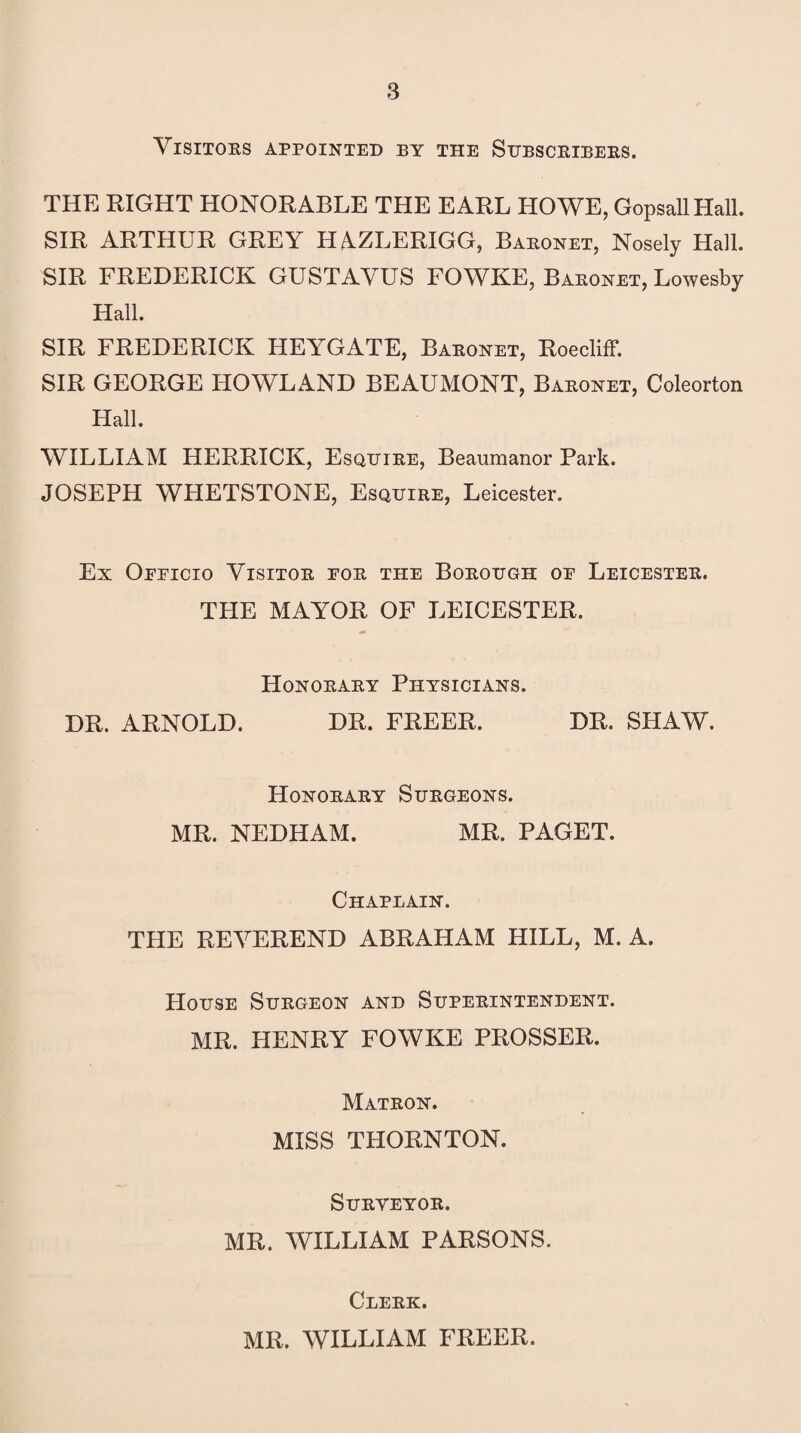 3
VISITORS APPOINTED BY THE SUBSCRIBERS.
THE RIGHT HONORABLE THE EARL HOWE, Gopsall Hall.
SIR ARTHUR GREY HAZLERIGG, BARONET, Nosely Hall.
SIR FREDERICK GUSTAVUS FOWKE, BARONET, Lowesby
Hall.
SIR FREDERICK HEYGATE, BARONET, Roecliff.
SIR GEORGE HOWLAND BEAUMONT, BARONET, Coleorton
Hall.
WILLIAM HERRICK, ESQUIRE, Beaumanor Park.
JOSEPH WHETSTONE, ESQUIRE, Leicester.
EX OFFICIO VISITOR FOR THE BOROUGH OF LEICESTER.
THE MAYOR OF LEICESTER.
HONORARY PHYSICIANS.
DR. ARNOLD. DR. FREER. DR. SHAW.
HONORARY SURGEONS.
MR. NEDHAM. MR. PAGET.
CHAPLAIN.
THE REVEREND ABRAHAM HILL, M. A.
HOUSE SURGEON AND SUPERINTENDENT.
MR. HENRY FOWKE PROSSER.
MATRON.
MISS THORNTON.
SURVEYOR.
MR. WILLIAM PARSONS.
CLERK.
MR. WILLIAM FREER.